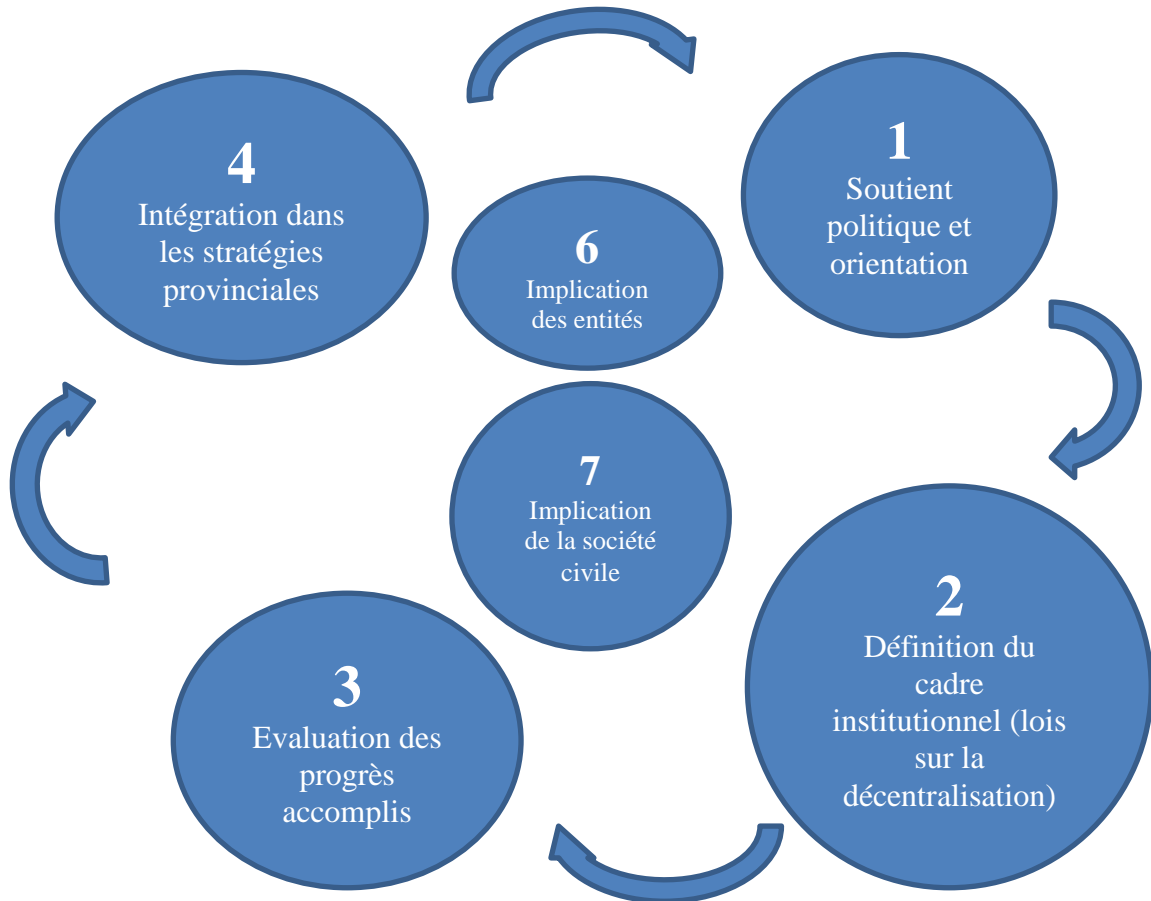 1
Soutient
politique et
orientation
2
Définition du
cadre
institutionnel (lois
sur la
décentralisation)
3
Evaluation des
progrès
accomplis
4
Intégration dans
les stratégies
provinciales
6
Implication
des entités
7
Implication
de la société
civile